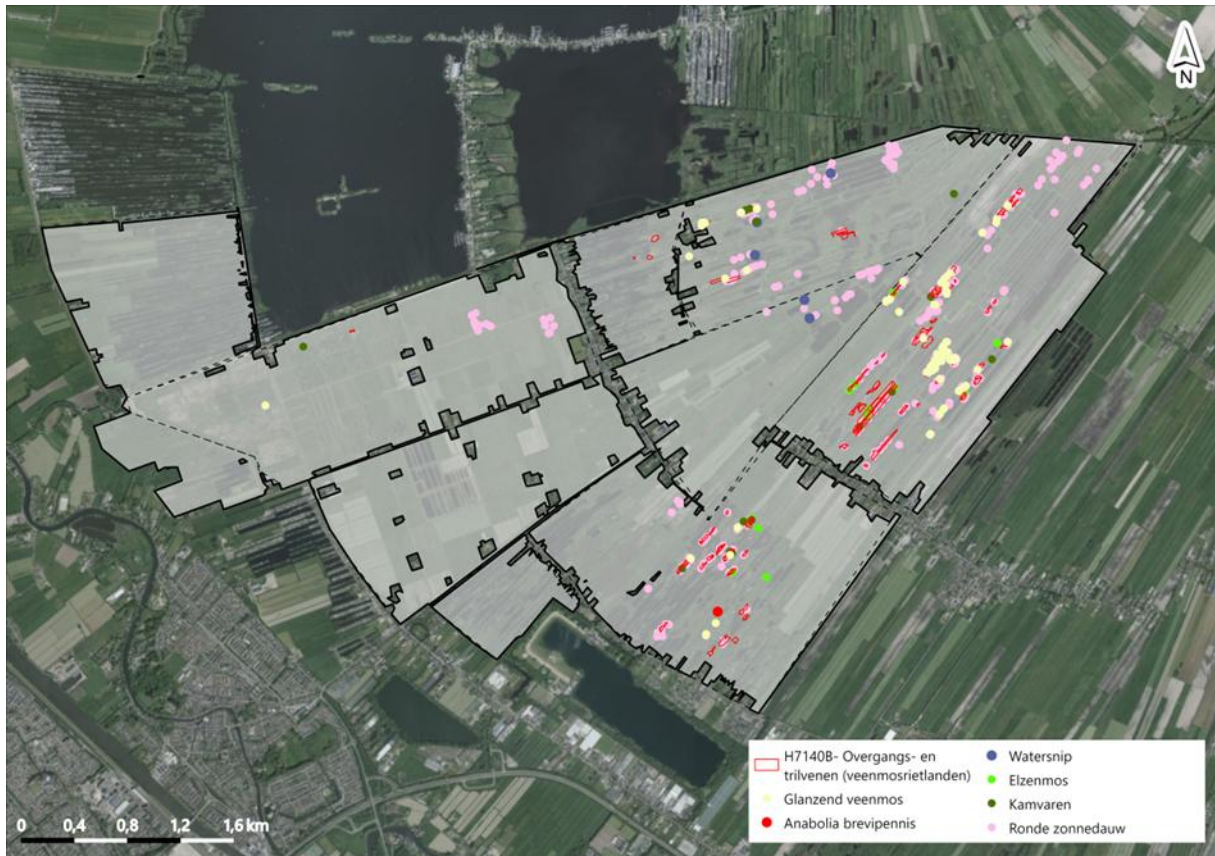 N
H7140B- Overgangs- en
trilvenen (veenmosrietlanden)
Glanzend veenmos
Anabolia brevipennis
Watersnip
Elzenmos
Kamvaren
Ronde zonnedauw
0 0,4 0,8 1,2 1,6 km